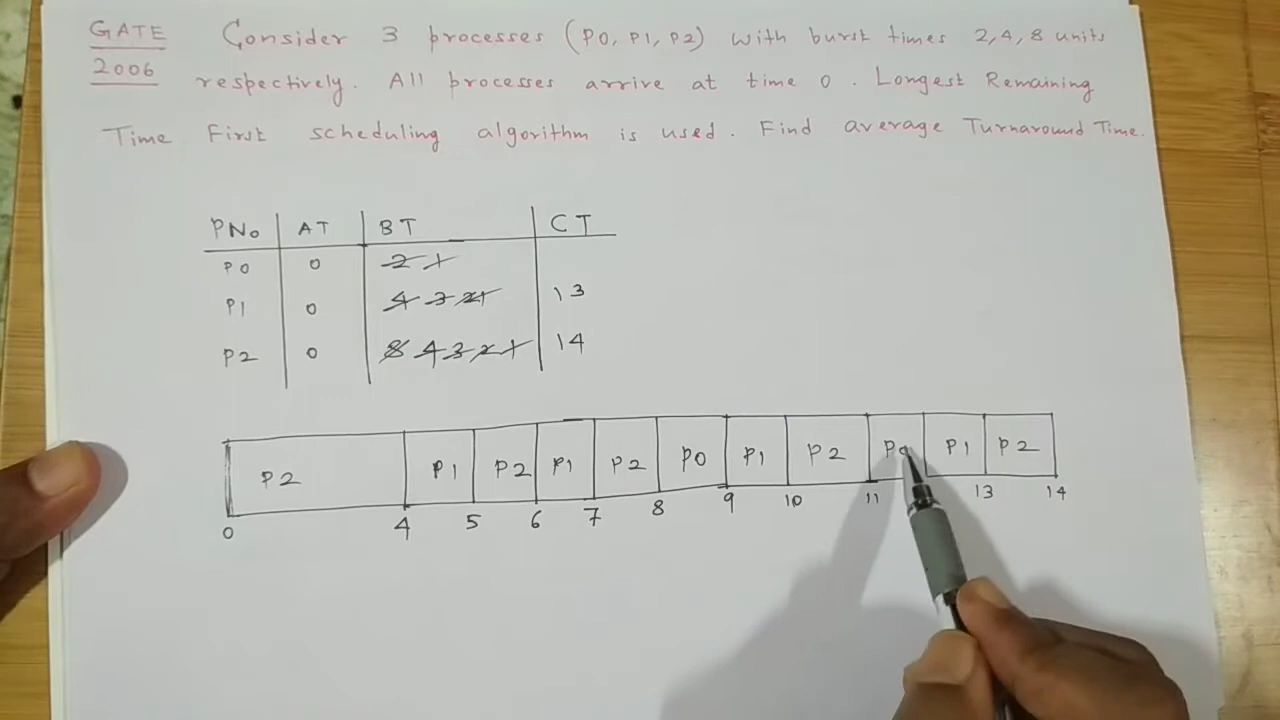 GATE Consider 3 processes (P0, P1, P2) with burst times 2,4,8 units
2006 respectively. All processes arrive at time 0. Longest Remaining
Time First scheduling algorithm is used. Find average Turnaround Time.
PNo AT BT CT
P0 0 2 1
P1 0 4 3 2 1 13
P2 0 8 4 3 2 1 14
P2 P1 P2 P1 P2 P0 P1 P2 P0 P1 P2
0 4 5 6 7 8 9 10 11 13 14